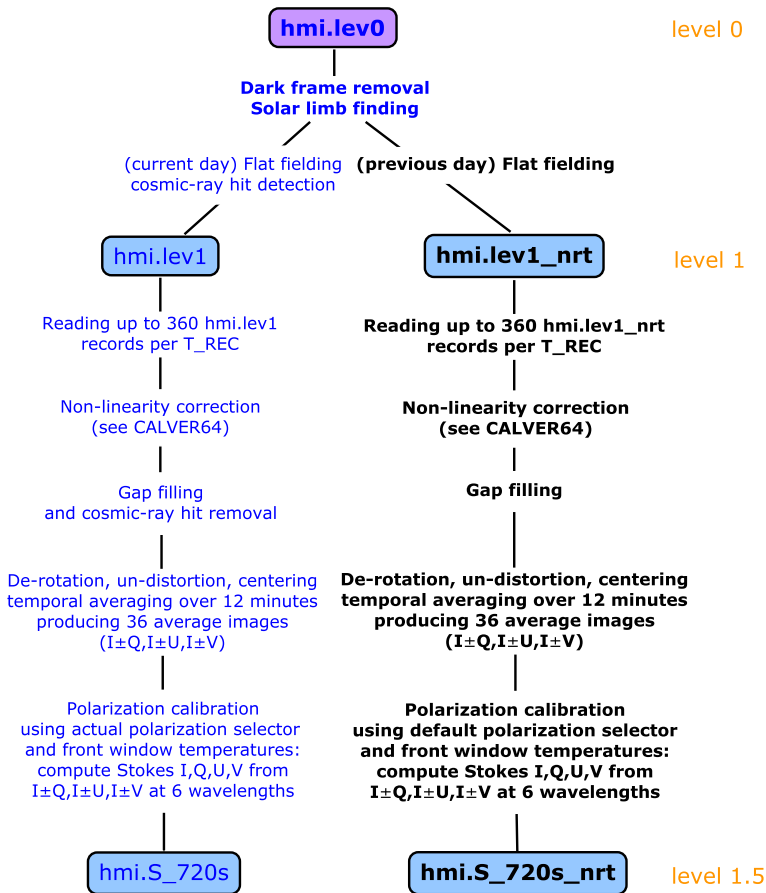 hmi.lev0
level 0
Dark frame removal
Solar limb finding
(current day) Flat fielding
cosmic-ray hit detection
(previous day) Flat fielding
hmi.lev1
hmi.lev1_nrt
level 1
Reading up to 360 hmi.lev1
records per T_REC
Reading up to 360 hmi.lev1_nrt
records per T_REC
Non-linearity correction
(see CALVER64)
Non-linearity correction
(see CALVER64)
Gap filling
and cosmic-ray hit removal
Gap filling
De-rotation, un-distortion, centering
temporal averaging over 12 minutes
producing 36 average images
(I±Q,I±U,I±V)
De-rotation, un-distortion, centering
temporal averaging over 12 minutes
producing 36 average images
(I±Q,I±U,I±V)
Polarization calibration
using actual polarization selector
and front window temperatures:
compute Stokes I,Q,U,V from
I±Q,I±U,I±V at 6 wavelengths
Polarization calibration
using default polarization selector
and front window temperatures:
compute Stokes I,Q,U,V from
I±Q,I±U,I±V at 6 wavelengths
hmi.S_720s
hmi.S_720s_nrt
level 1.5